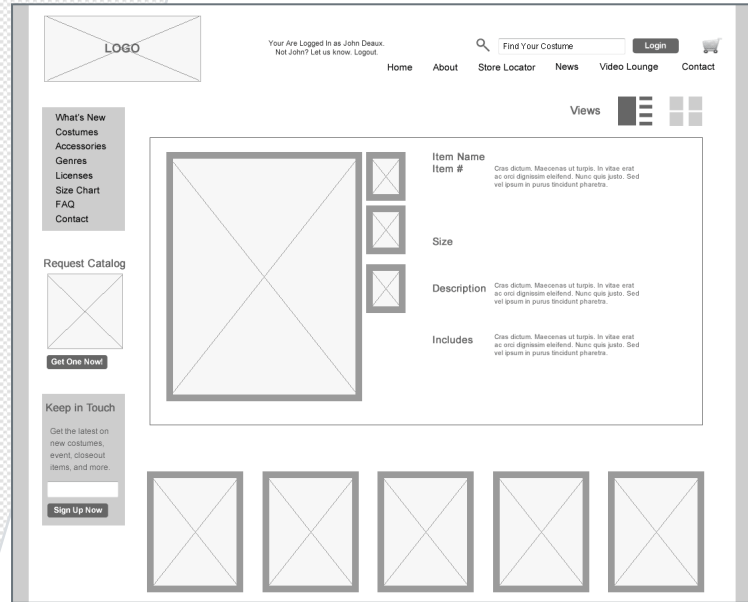 LOGO
Your Are Logged In as John Deaux.
Not John? Let us know. Logout.
Find Your Costume
Login
Home About Store Locator News Video Lounge Contact
Views
What's New
Costumes
Accessories
Genres
Licenses
Size Chart
FAQ
Contact
Request Catalog
Get One Now!
Keep in Touch
Get the latest on
new costumes,
event, closeout
items, and more.
Sign Up Now
Item Name
Item #
Cras dictum. Maecenas ut turpis. In vitae erat
ac orci dignissim eleifend. Nunc quis justo. Sed
vel ipsum in purus tincidunt pharetra.
Size
Description
Cras dictum. Maecenas ut turpis. In vitae erat
ac orci dignissim eleifend. Nunc quis justo. Sed
vel ipsum in purus tincidunt pharetra.
Includes
Cras dictum. Maecenas ut turpis. In vitae erat
ac orci dignissim eleifend. Nunc quis justo. Sed
vel ipsum in purus tincidunt pharetra.